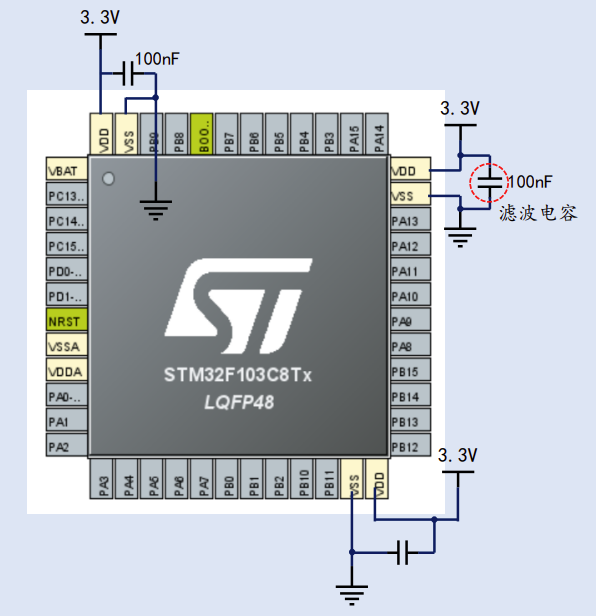 3.3V
100nF
VDD
VSS
PB9
PB8
BOO..
PB7
PB6
PB5
PB4
PB3
PA15
PA14
3.3V
100nF
滤波电容
VBAT
PC13..
PC14..
PC15..
PD0-..
PD1-..
NRST
VSSA
VDDA
PA0-..
PA1
PA2
VDD
VSS
PA13
PA12
PA11
PA10
PA9
PA8
PB15
PB14
PB13
PB12
STM32F103C8Tx
LQFP48
PA3
PA4
PA5
PA6
PA7
PB0
PB1
PB2
PB10
PB11
VSS
VDD
3.3V